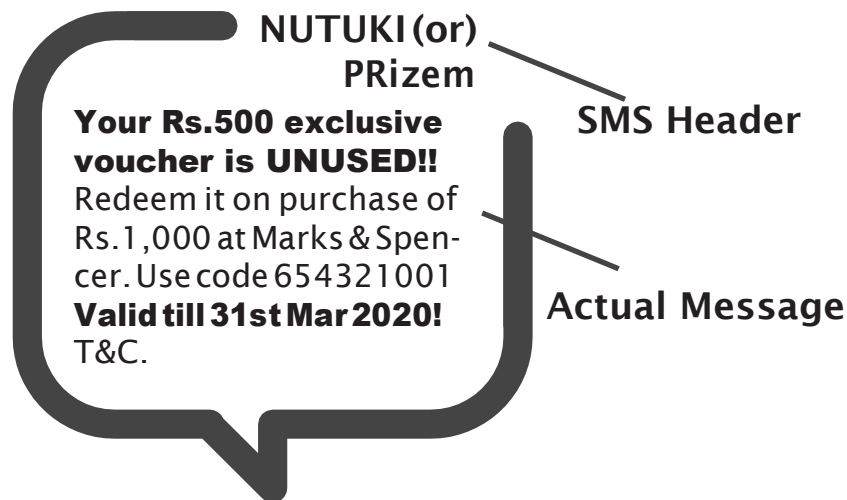 NUTUKI (or)
PRizem
SMS Header
Your Rs.500 exclusive
voucher is UNUSED!!
Redeem it on purchase of
Rs.1,000 at Marks & Spen-
cer. Use code 654321001
Valid till 31st Mar 2020!
T&C.
Actual Message